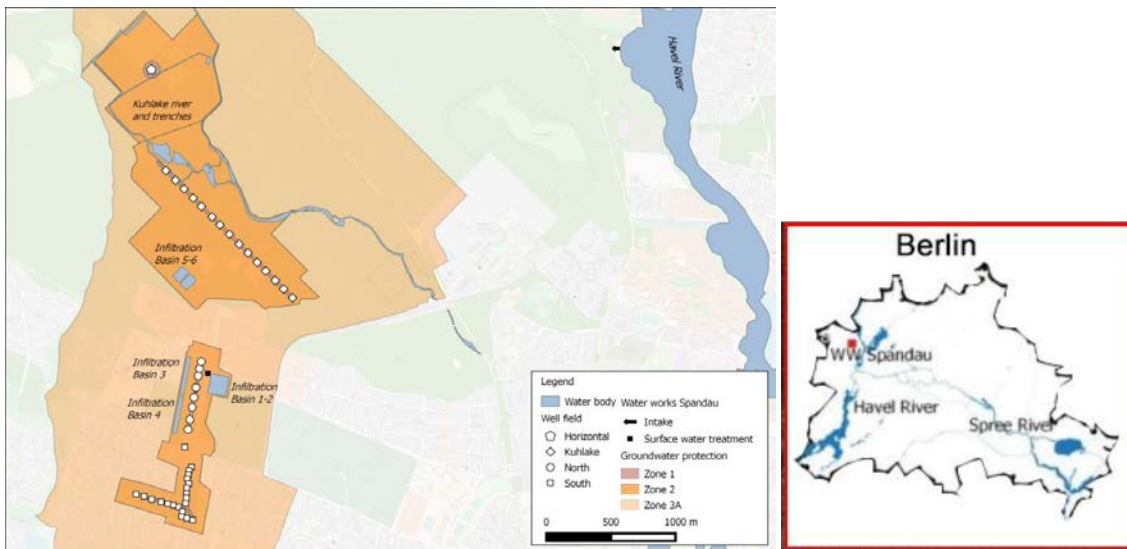 Havel River
Kuhlake river
and trenches
Infiltration
Basin 5-6
Infiltration
Basin 3
Infiltration
Basin 4
Infiltration
Basin 1-2
Legend
Water body
Well field
Horizontal
Kuhlake
North
South
Water works Spandau
Intake
Surface water treatment
Groundwater protection
Zone 1
Zone 2
Zone 3A
0 500 1000 m
Berlin
WW Spandau
Havel River
Spree River